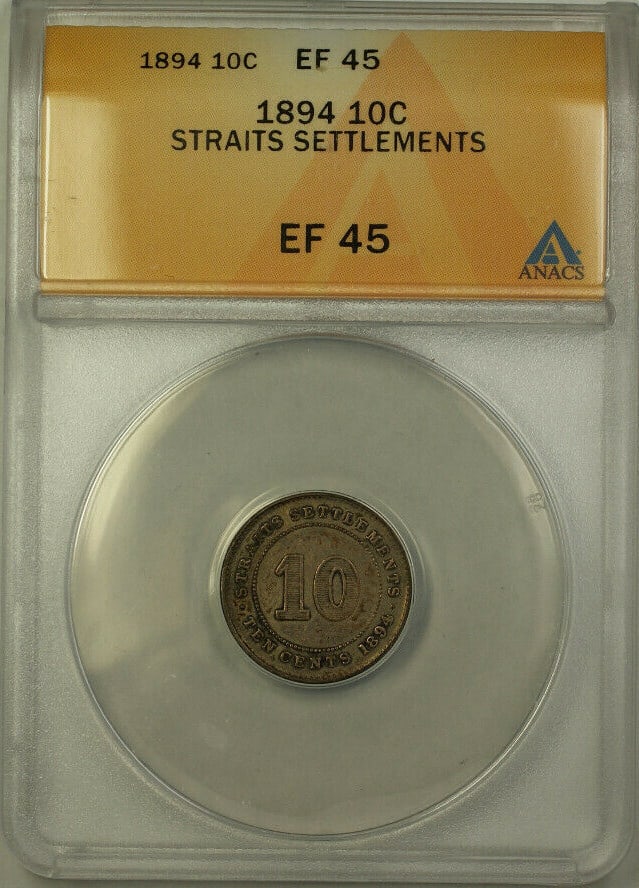 1894 10C EF 45
1894 10C
STRAITS SETTLEMENTS
EF 45
ANACS
STRAITS SETTLEMENTS
10
TEN CENTS 1894